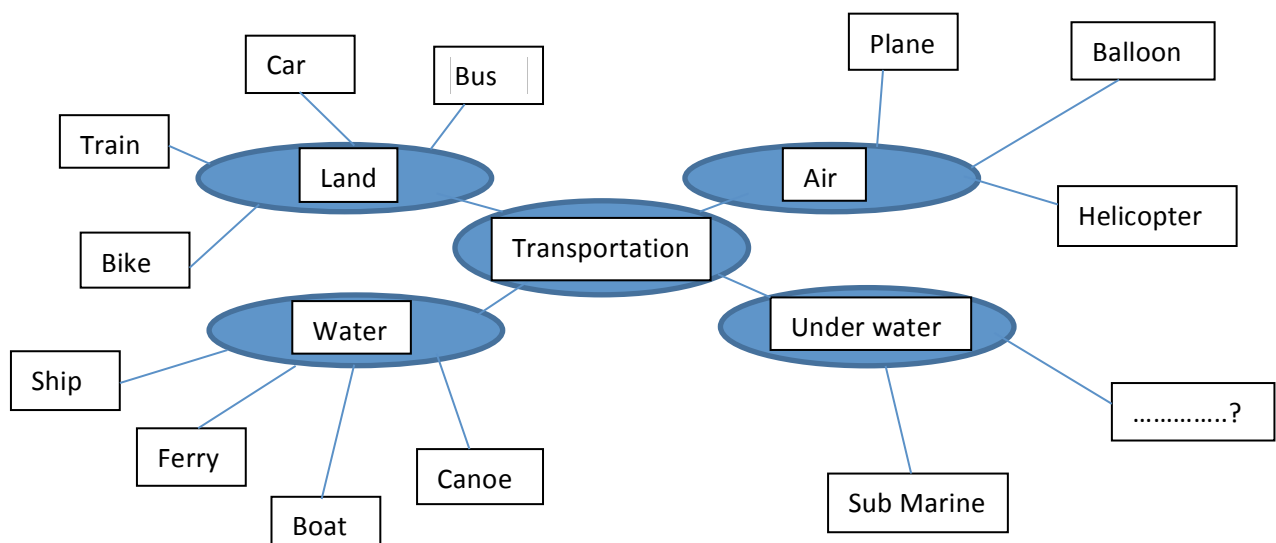 Plane
Balloon
Car
Bus
Train
Land
Air
Helicopter
Transportation
Bike
Water
Under water
Ship
…………..?
Ferry
Canoe
Sub Marine
Boat